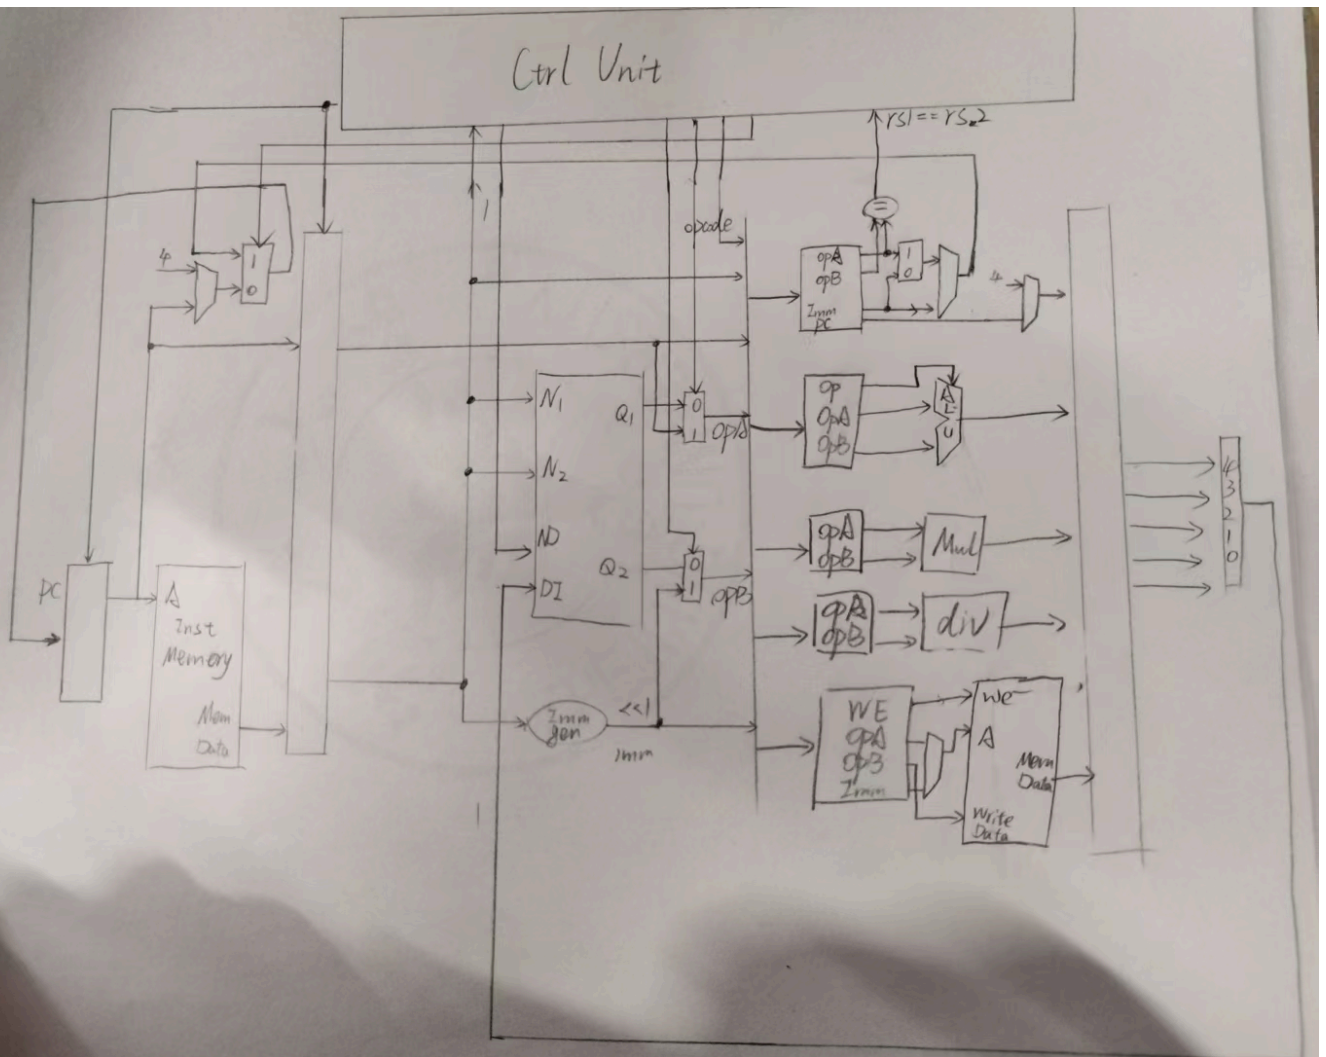 Ctrl Unit
rs1==rs2
opcode
4
1
0
opA
opB
Imm
PC
1
0
4
N1
N2
ND
DI
Q1
Q2
0
1
opA
0
1
opB
Op
OpA
OpB
ALU
opA
opB
Mul
opA
opB
div
PC
A
Inst
Memory
Mem
Data
Imm
gen
<<1
imm
WE
opA
opB
Imm
We
A
Mem
Data
Write
Data
4
3
2
1
0